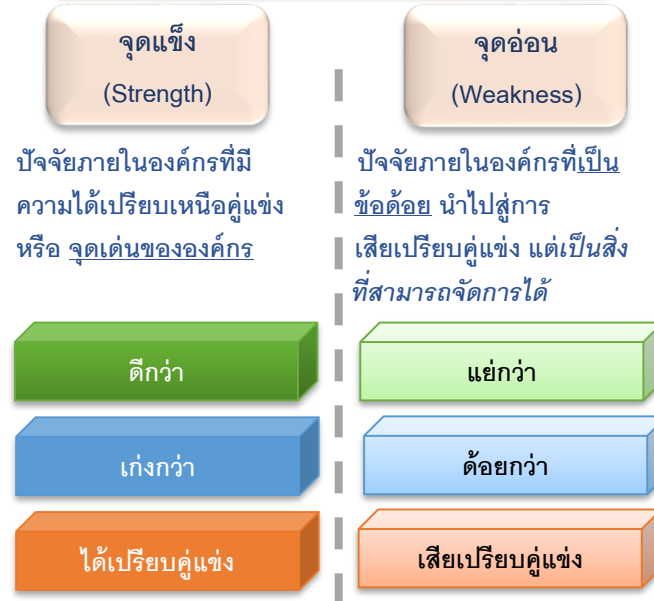 จุดแข็ง
(Strength)
ปัจจัยภายในองค์กรที่มี
ความได้เปรียบเหนือคู่แข่ง
หรือ จุดเด่นขององค์กร
ดีกว่า
เก่งกว่า
ได้เปรียบคู่แข่ง
จุดอ่อน
(Weakness)
ปัจจัยภายในองค์กรที่เป็น
ข้อด้อย นำไปสู่การ
เสียเปรียบคู่แข่ง แต่เป็นสิ่ง
ที่สามารถจัดการได้
แย่กว่า
ด้อยกว่า
เสียเปรียบคู่แข่ง